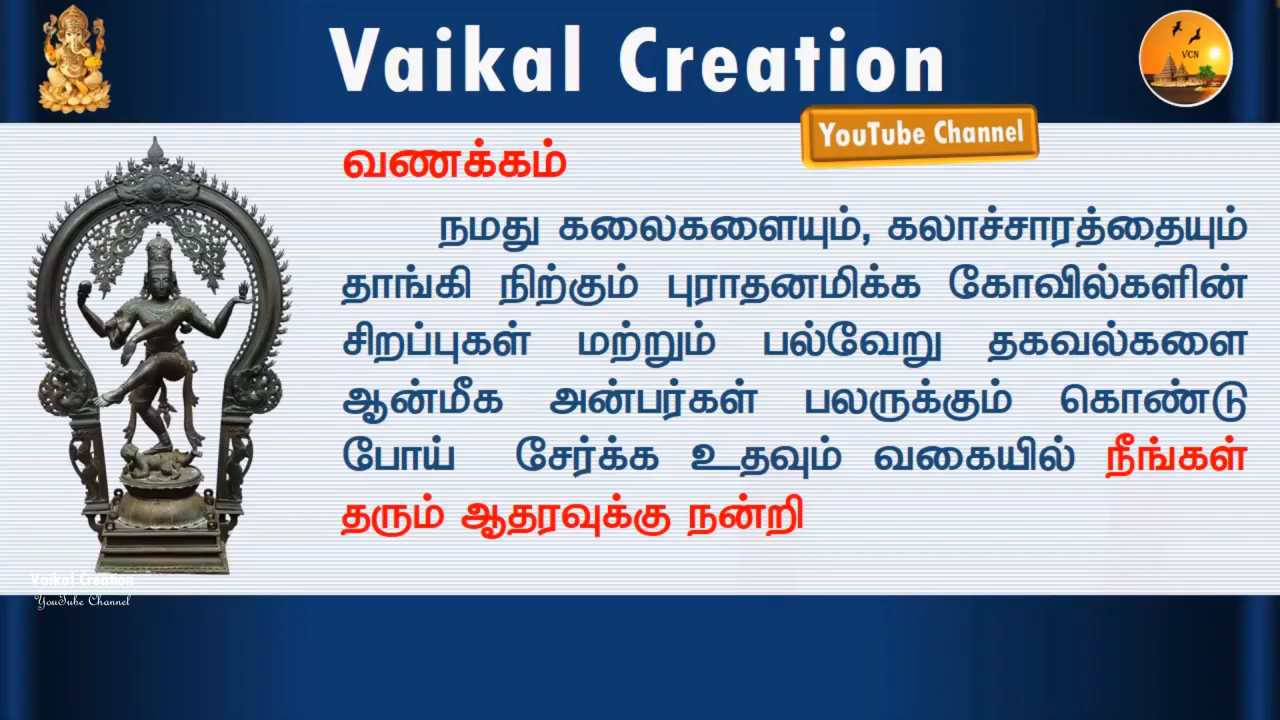 Vaikal Creation
VCN
YouTube Channel
வணக்கம்
நமது கலைகளையும், கலாச்சாரத்தையும்
தாங்கி நிற்கும் புராதனமிக்க கோவில்களின்
சிறப்புகள் மற்றும் பல்வேறு தகவல்களை
ஆன்மீக அன்பர்கள் பலருக்கும் கொண்டு
போய் சேர்க்க உதவும் வகையில் நீங்கள்
தரும் ஆதரவுக்கு நன்றி
Vaikal Creation
YouTube Channel